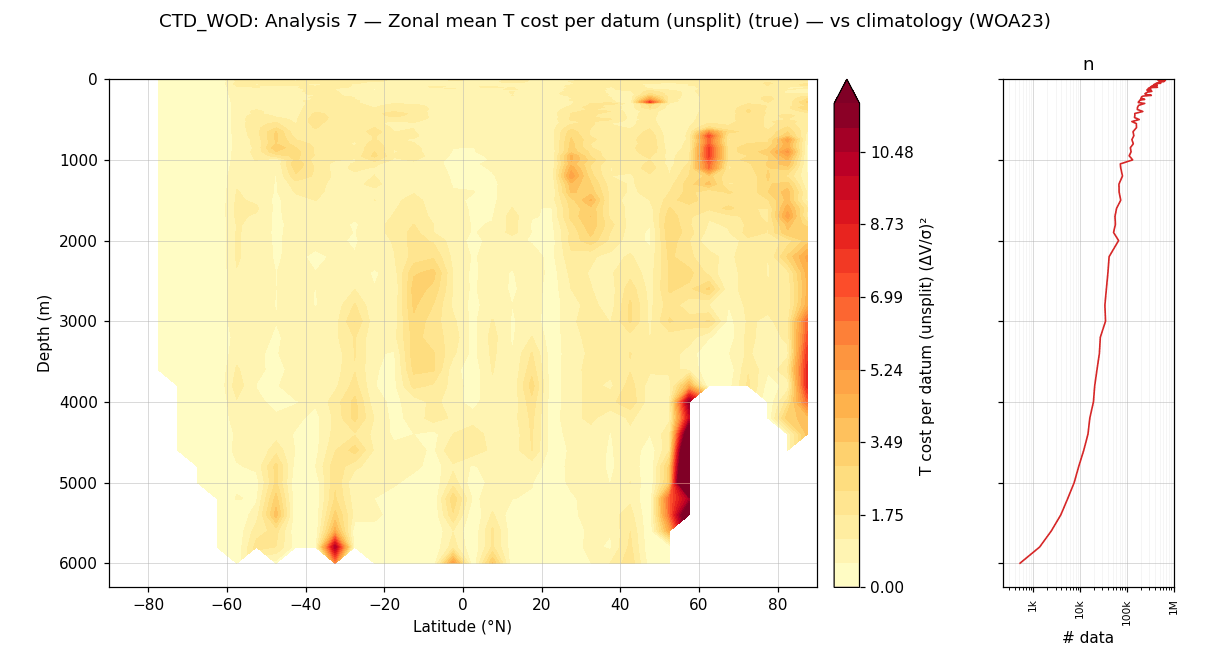 CTD_WOD: Analysis 7 — Zonal mean T cost per datum (unsplit) (true) — vs climatology (WOA23)
n
0
1000
2000
3000
4000
5000
6000
Depth (m)
−80
−60
−40
−20
0
20
40
60
80
Latitude (°N)
10.48
8.73
6.99
5.24
3.49
1.75
0.00
T cost per datum (unsplit) (ΔV/σ)²
1k
10k
100k
1M
# data